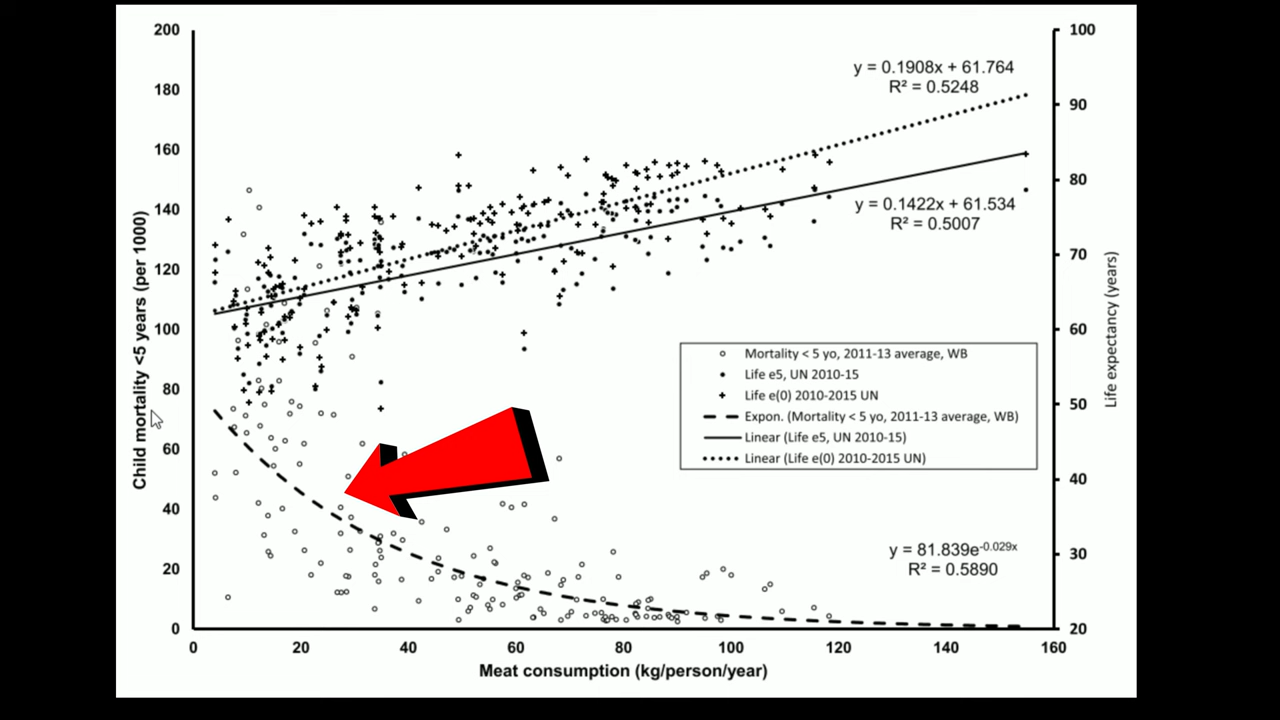 200
180
160
140
120
100
80
60
40
20
0
Child mortality <5 years (per 1000)
100
90
80
70
60
50
40
30
20
Life expectancy (years)
y = 0.1908x + 61.764
R² = 0.5248
y = 0.1422x + 61.534
R² = 0.5007
Mortality < 5 yo, 2011-13 average, WB
Life e5, UN 2010-15
Life e(0) 2010-2015 UN
Expon. (Mortality < 5 yo, 2011-13 average, WB)
Linear (Life e5, UN 2010-15)
Linear (Life e(0) 2010-2015 UN)
y = 81.839e^-0.029x
R² = 0.5890
0 20 40 60 80 100 120 140 160
Meat consumption (kg/person/year)